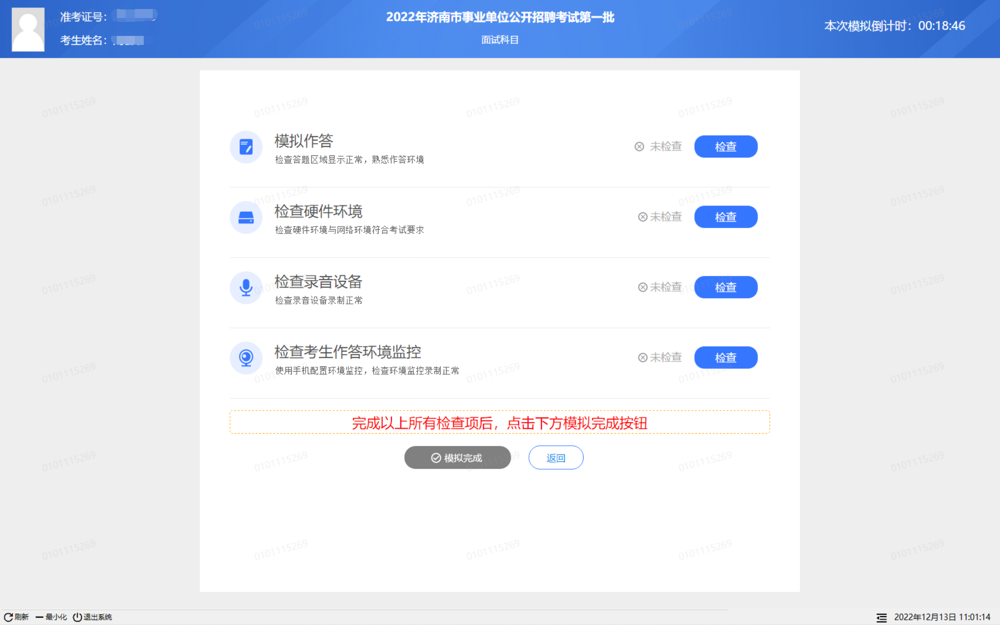 准考证号：
考生姓名：
2022年济南市事业单位公开招聘考试第一批
面试科目
本次模拟倒计时：00:18:46
模拟作答
检查答题区域显示正常，熟悉作答环境
未检查
检查
检查硬件环境
检查硬件环境与网络环境符合考试要求
未检查
检查
检查录音设备
检查录音设备录制正常
未检查
检查
检查考生作答环境监控
使用手机配置环境监控，检查环境监控录制正常
未检查
检查
完成以上所有检查项后，点击下方模拟完成按钮
模拟完成
返回
刷新
最小化
退出系统
2022年12月13日 11:01:14
0101115269